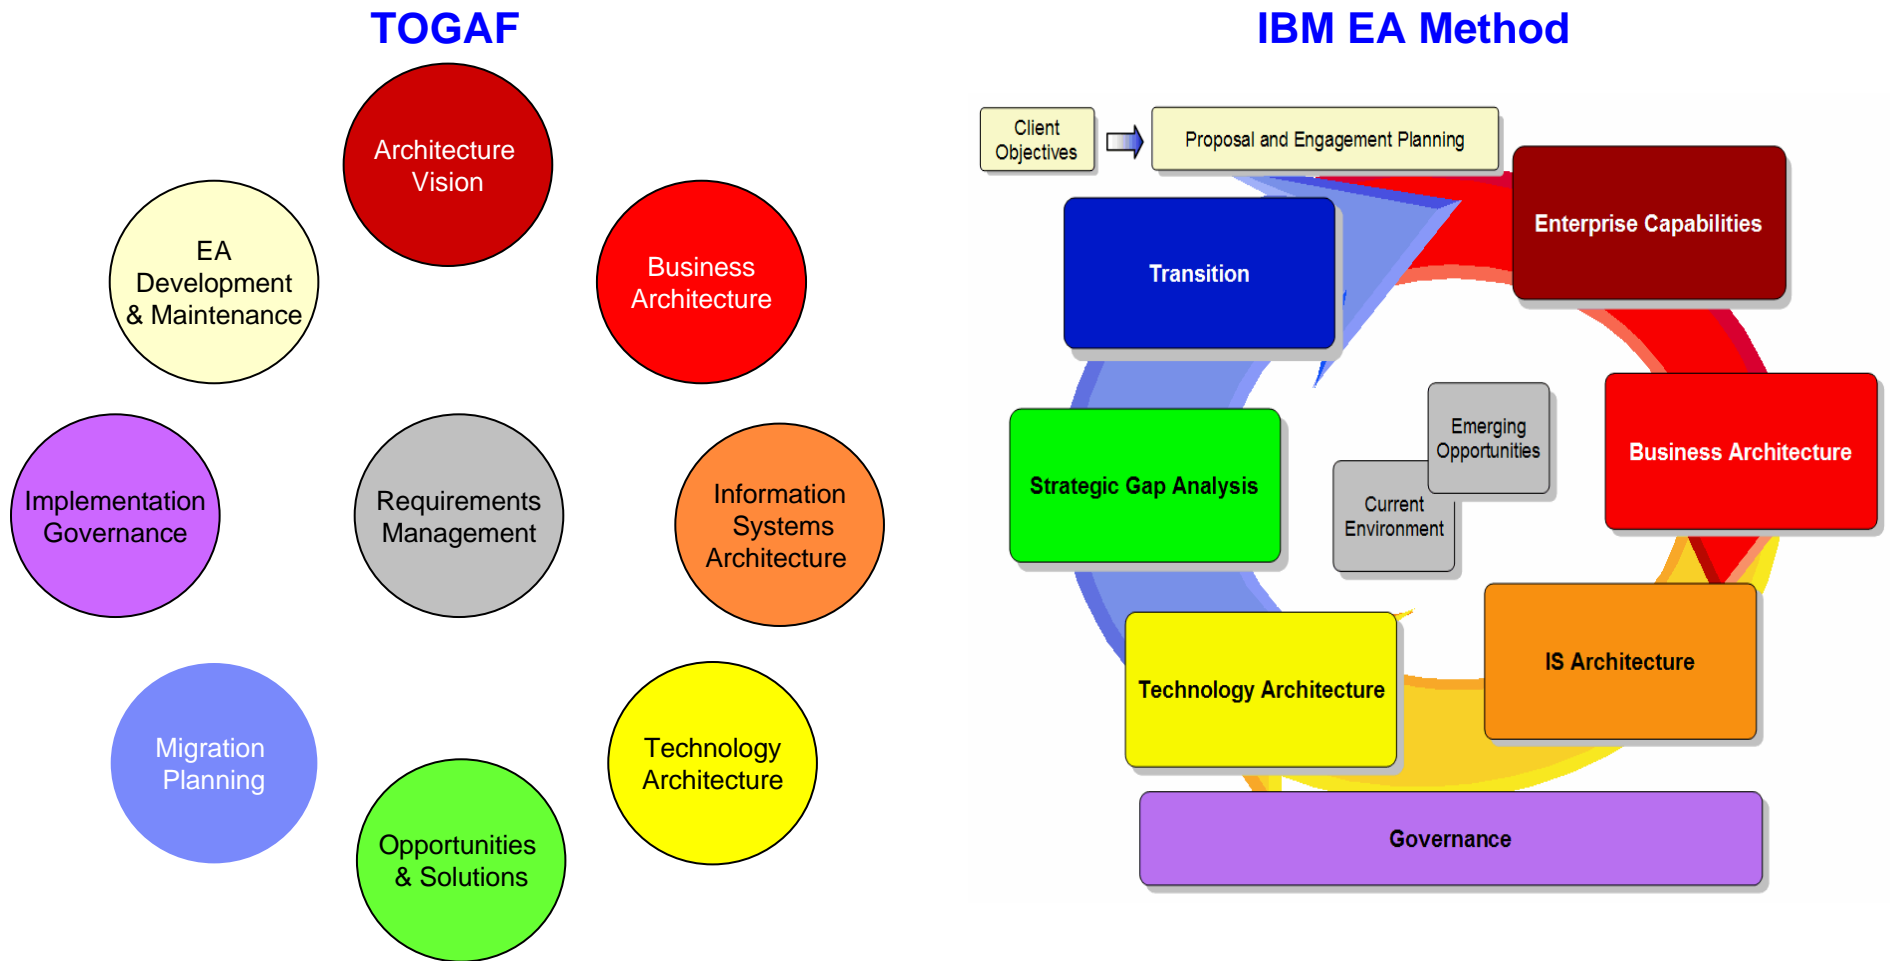 TOGAF
Architecture
Vision
EA
Development
& Maintenance
Business
Architecture
Implementation
Governance
Requirements
Management
Information
Systems
Architecture
Migration
Planning
Technology
Architecture
Opportunities
& Solutions
IBM EA Method
Client
Objectives
Proposal and Engagement Planning
Enterprise Capabilities
Transition
Emerging
Opportunities
Business Architecture
Strategic Gap Analysis
Current
Environment
IS Architecture
Technology Architecture
Governance